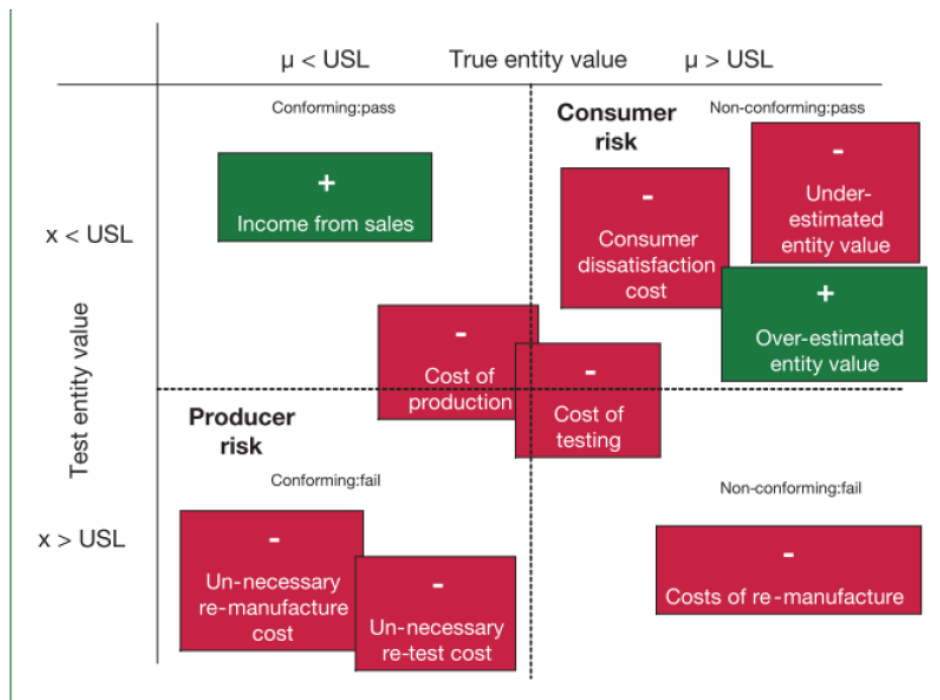 μ < USL True entity value μ > USL
Conforming:pass
Consumer
risk
Non-conforming:pass
+
Income from sales
-
Consumer
dissatisfaction
cost
-
Under-
estimated
entity value
+
Over-estimated
entity value
x < USL
Test entity value
x > USL
-
Cost of
production
-
Cost of
testing
Producer
risk
Conforming:fail
-
Un-necessary
re-manufacture
cost
-
Un-necessary
re-test cost
Non-conforming:fail
-
Costs of re-manufacture